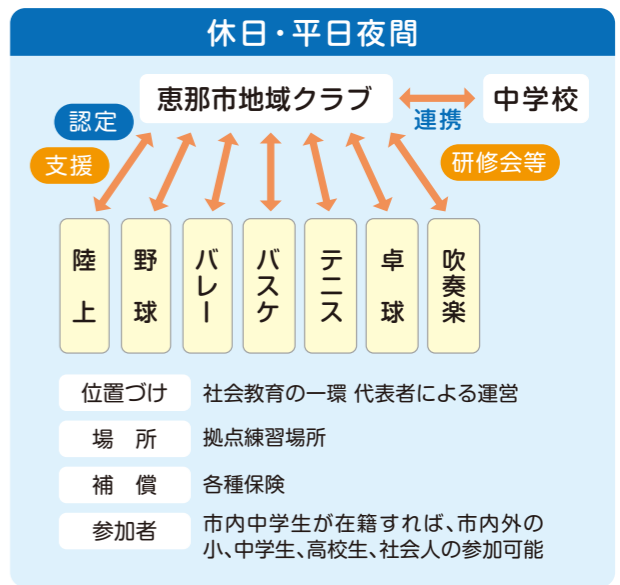 休日・平日夜間
恵那市地域クラブ
中学校
認定
連携
支援
研修会等
陸上
野球
バレー
バスケ
テニス
卓球
吹奏楽
位置づけ 社会教育の一環 代表者による運営
場 所 拠点練習場所
補 償 各種保険
参加者 市内中学生が在籍すれば、市内外の
小、中学生、高校生、社会人の参加可能